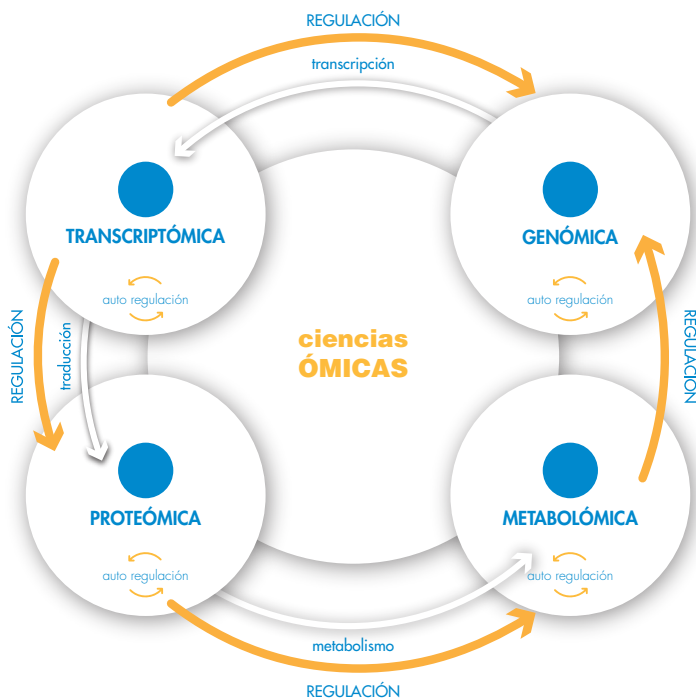 REGULACIÓN
transcripción
TRANSCRIPTÓMICA
auto regulación
GENÓMICA
auto regulación
REGULACIÓN
traducción
ciencias
ÓMICAS
REGULACION
PROTEÓMICA
auto regulación
METABOLÓMICA
auto regulación
metabolismo
REGULACIÓN